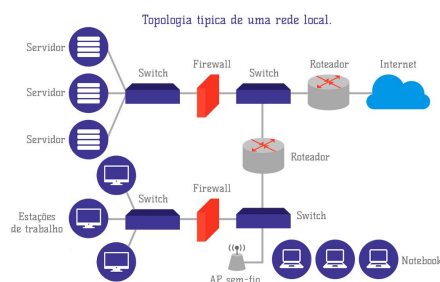 Topologia tipica de uma rede local.
Servidor
Switch
Firewall
Switch
Roteador
Internet
Servidor
Servidor
Roteador
Switch
Firewall
Estações
de trabalho
Switch
AP sem-fio
Notebook